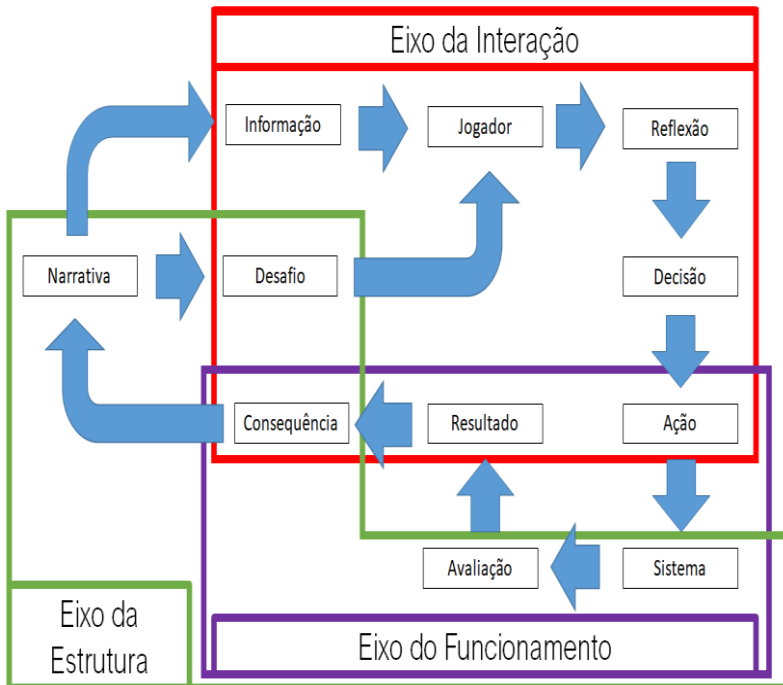 Eixo da Interação
Informação
Jogador
Reflexão
Narrativa
Desafio
Decisão
Consequência
Resultado
Ação
Avaliação
Sistema
Eixo da
Estrutura
Eixo do Funcionamento